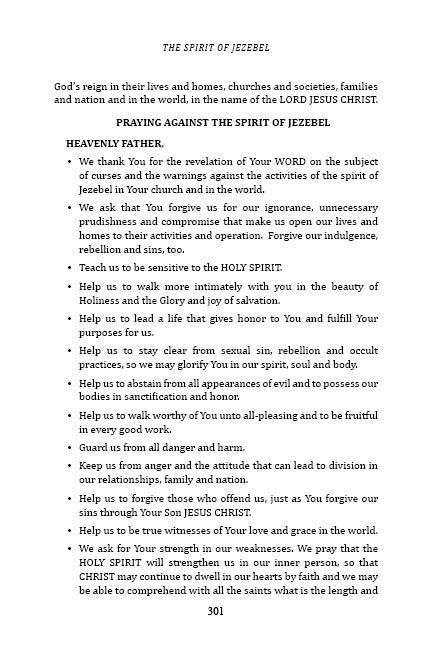 THE SPIRIT OF JEZEBEL
God's reign in their lives and homes, churches and societies, families
and nation and in the world, in the name of the LORD JESUS CHRIST.
PRAYING AGAINST THE SPIRIT OF JEZEBEL
HEAVENLY FATHER,
• We thank You for the revelation of Your WORD on the subject
of curses and the warnings against the activities of the spirit of
Jezebel in Your church and in the world.
• We ask that You forgive us for our ignorance, unnecessary
prudishness and compromise that make us open our lives and
homes to their activities and operation. Forgive our indulgence,
rebellion and sins, too.
• Teach us to be sensitive to the HOLY SPIRIT.
• Help us to walk more intimately with you in the beauty of
Holiness and the Glory and joy of salvation.
• Help us to lead a life that gives honor to You and fulfill Your
purposes for us.
• Help us to stay clear from sexual sin, rebellion and occult
practices, so we may glorify You in our spirit, soul and body.
• Help us to abstain from all appearances of evil and to possess our
bodies in sanctification and honor.
• Help us to walk worthy of You unto all-pleasing and to be fruitful
in every good work.
• Guard us from all danger and harm.
• Keep us from anger and the attitude that can lead to division in
our relationships, family and nation.
• Help us to forgive those who offend us, just as You forgive our
sins through Your Son JESUS CHRIST.
• Help us to be true witnesses of Your love and grace in the world.
• We ask for Your strength in our weaknesses. We pray that the
HOLY SPIRIT will strengthen us in our inner person, so that
CHRIST may continue to dwell in our hearts by faith and we may
be able to comprehend with all the saints what is the length and
301